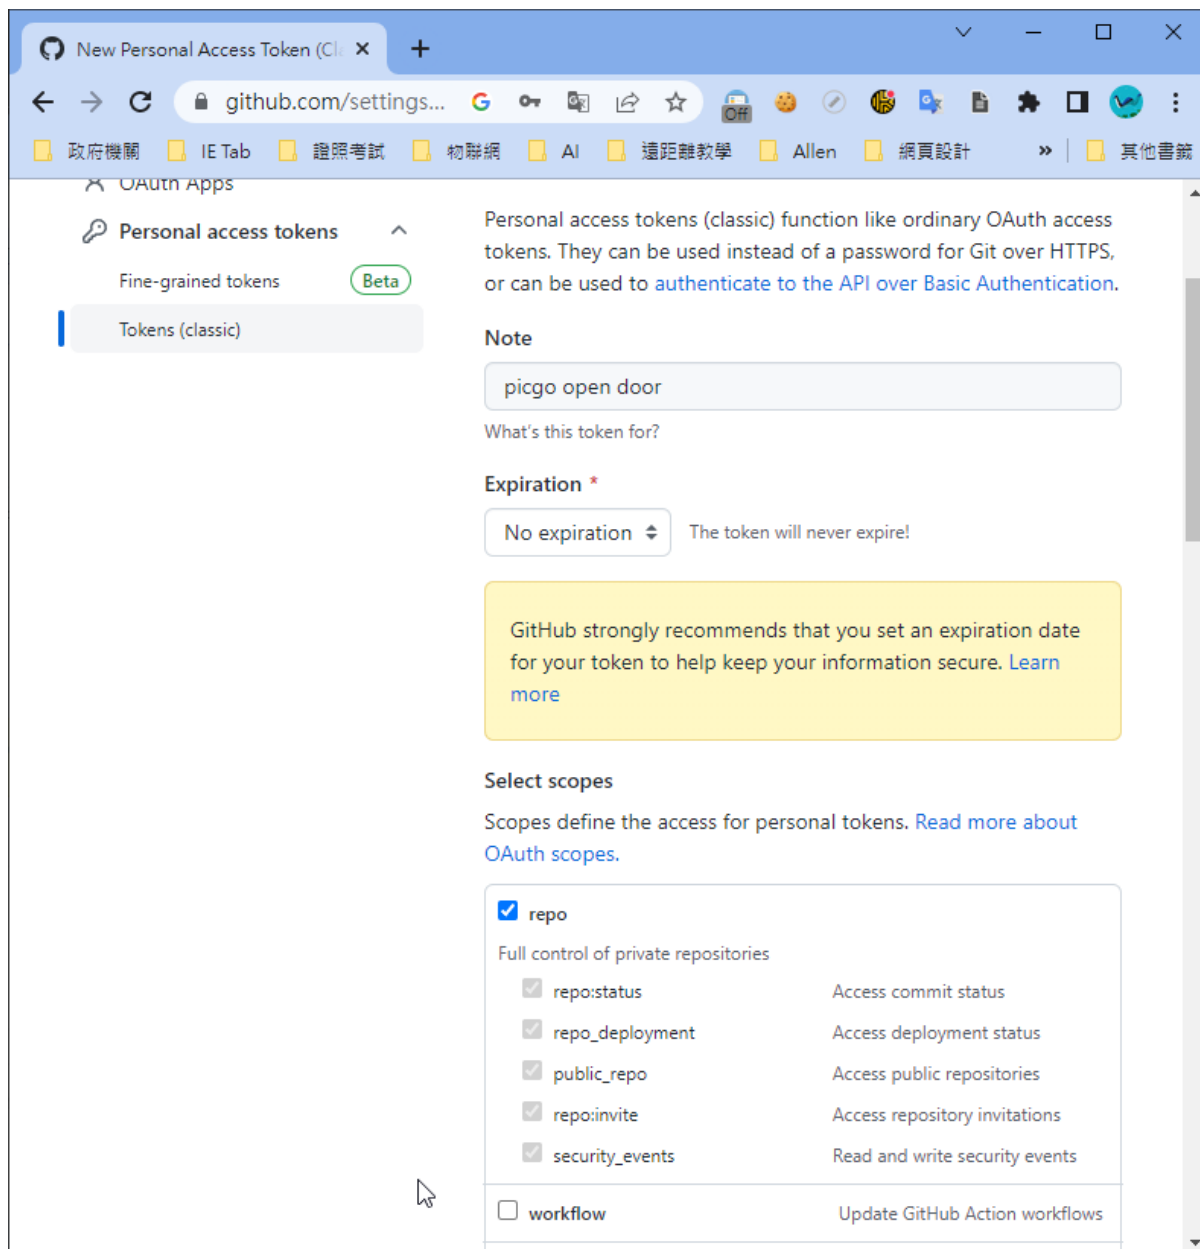 New Personal Access Token (Cl
github.com/settings...
Off
政府機關
IE Tab
證照考試
物聯網
AI
遠距離教學
Allen
網頁設計
»
其他書籤
OAuth Apps
Personal access tokens
Fine-grained tokens
Beta
Tokens (classic)
Personal access tokens (classic) function like ordinary OAuth access
tokens. They can be used instead of a password for Git over HTTPS,
or can be used to authenticate to the API over Basic Authentication.
Note
picgo open door
What's this token for?
Expiration *
No expiration
The token will never expire!
GitHub strongly recommends that you set an expiration date
for your token to help keep your information secure. Learn
more
Select scopes
Scopes define the access for personal tokens. Read more about
OAuth scopes.
repo
Full control of private repositories
repo:status
Access commit status
repo_deployment
Access deployment status
public_repo
Access public repositories
repo:invite
Access repository invitations
security_events
Read and write security events
workflow
Update GitHub Action workflows